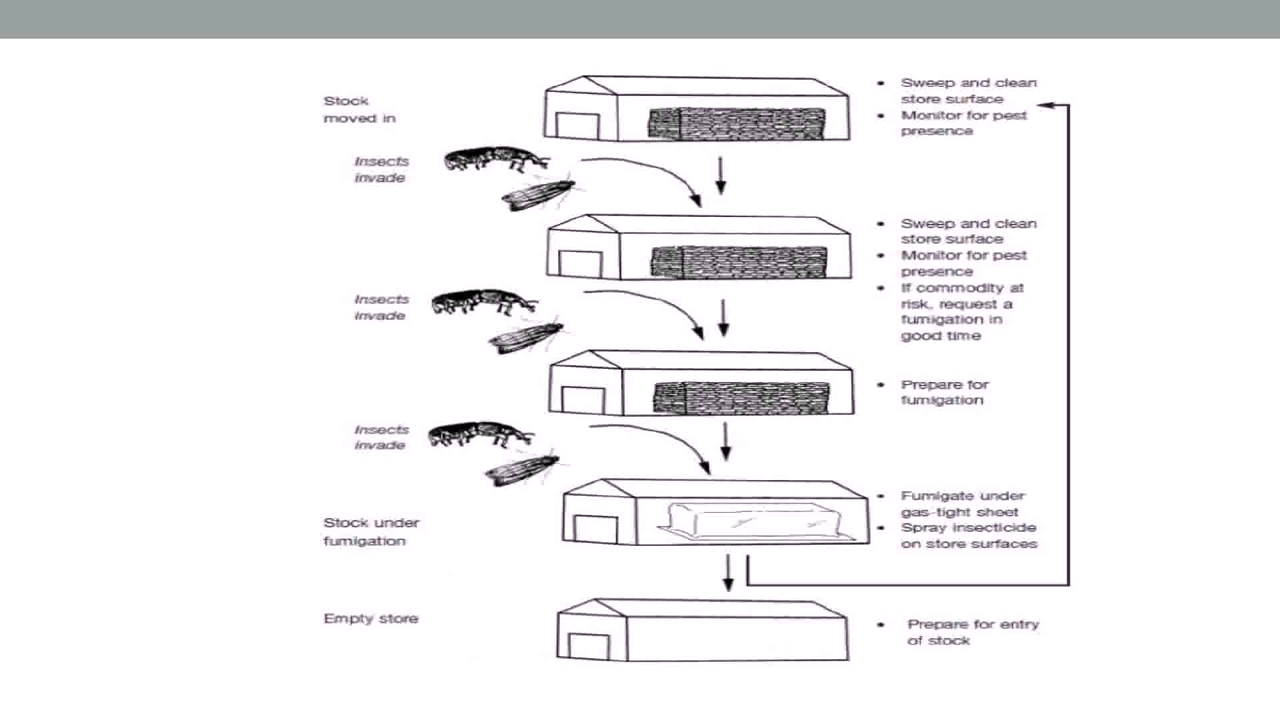 Stock
moved in
• Sweep and clean
store surface
• Monitor for pest
presence
Insects
invade
• Sweep and clean
store surface
• Monitor for pest
presence
• If commodity at
risk, request a
fumigation in
good time
Insects
invade
• Prepare for
fumigation
Insects
invade
Stock under
fumigation
• Fumigate under
gas-tight sheet
• Spray insecticide
on store surfaces
Empty store
• Prepare for entry
of stock